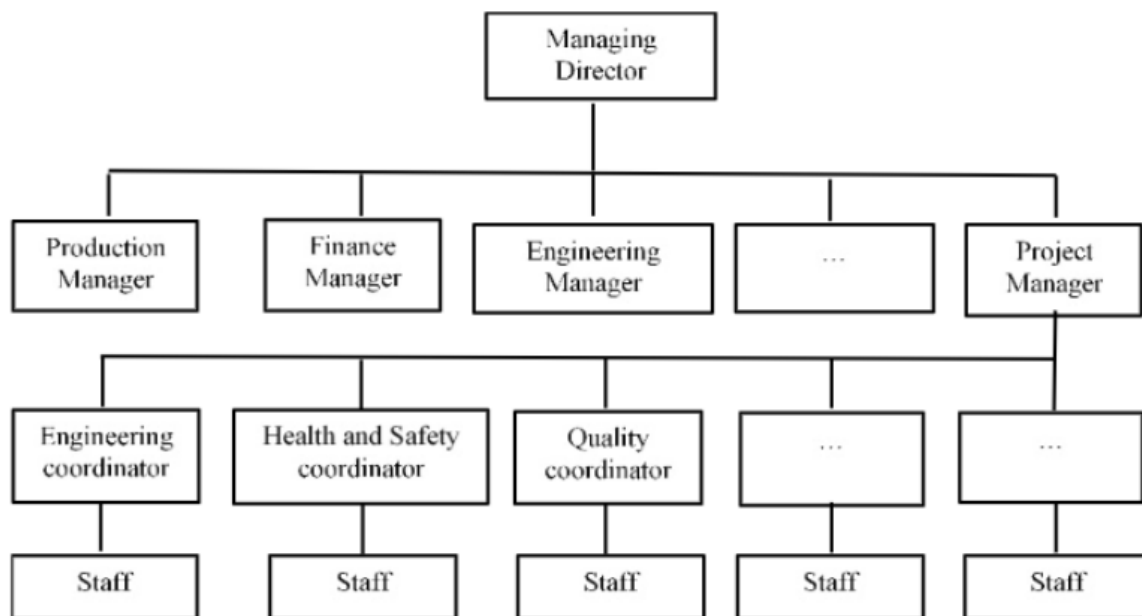 Managing
Director
Production
Manager
Finance
Manager
Engineering
Manager
...
Project
Manager
Engineering
coordinator
Health and Safety
coordinator
Quality
coordinator
...
...
Staff
Staff
Staff
Staff
Staff